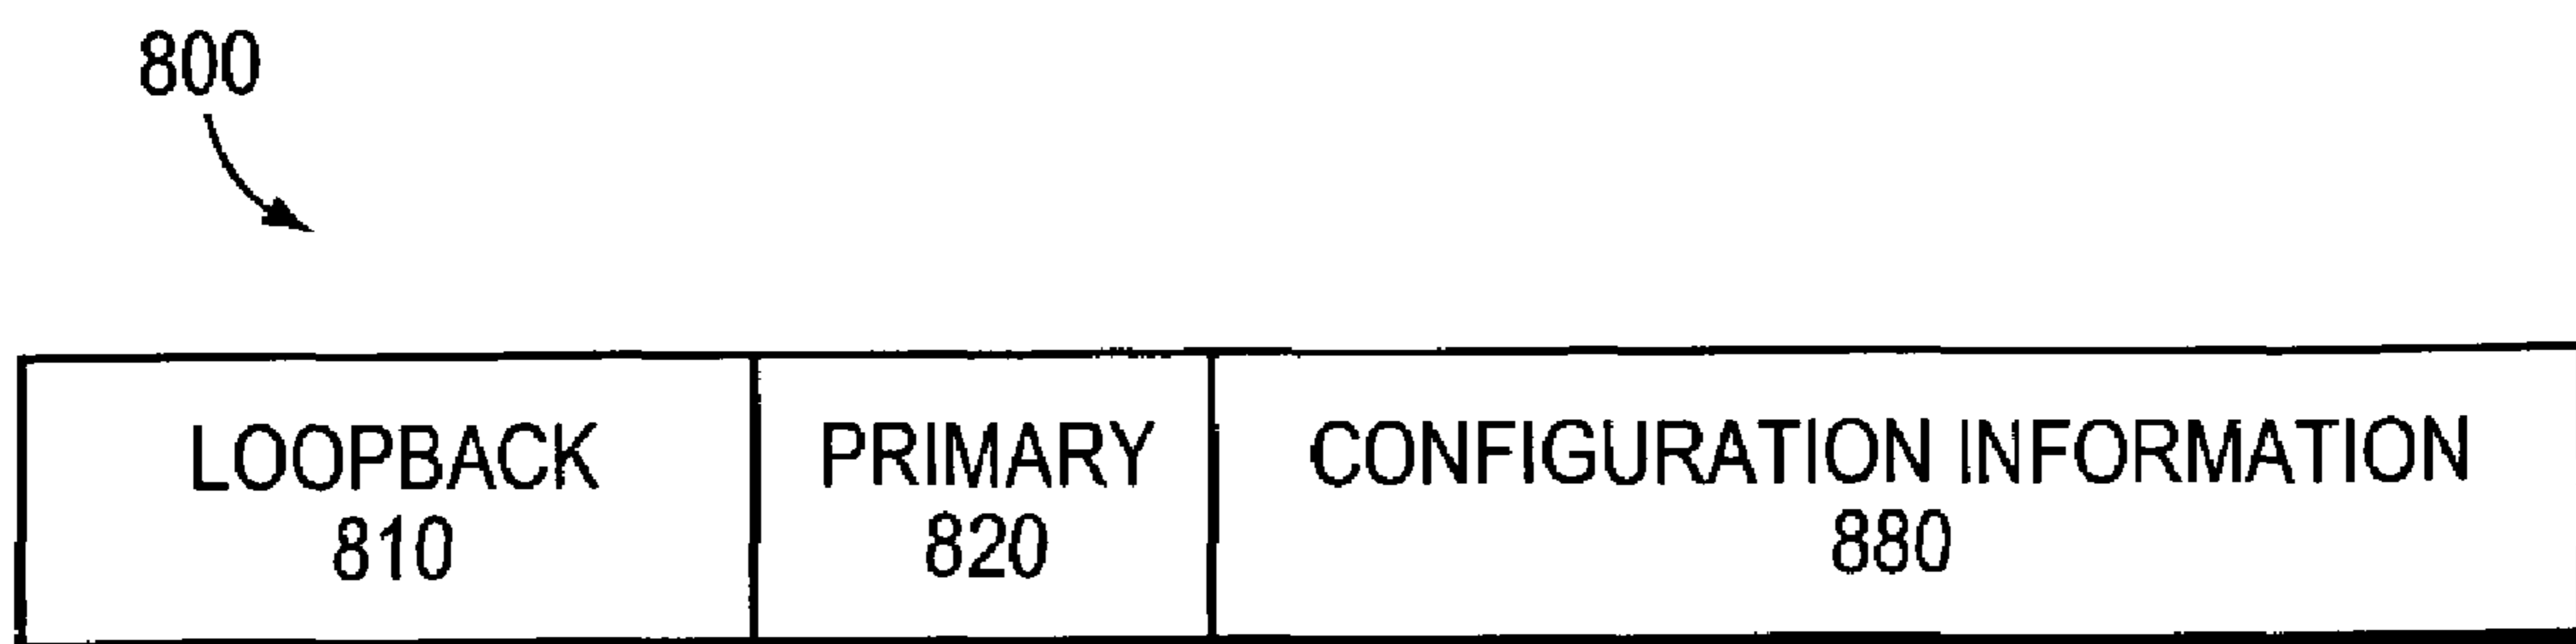 800
LOOPBACK
810
PRIMARY
820
CONFIGURATION INFORMATION
880